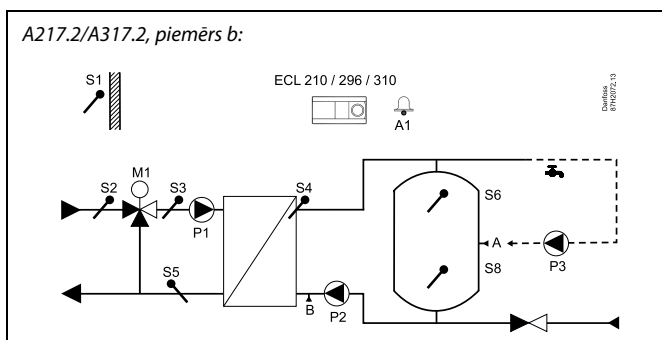 A217.2/A317.2, piemērs b:
S1
ECL 210 / 296 / 310
A1
Danfoss
87H2072.13
M1
S2
S3
S4
P1
S5
S6
A
S8
P3
B
P2